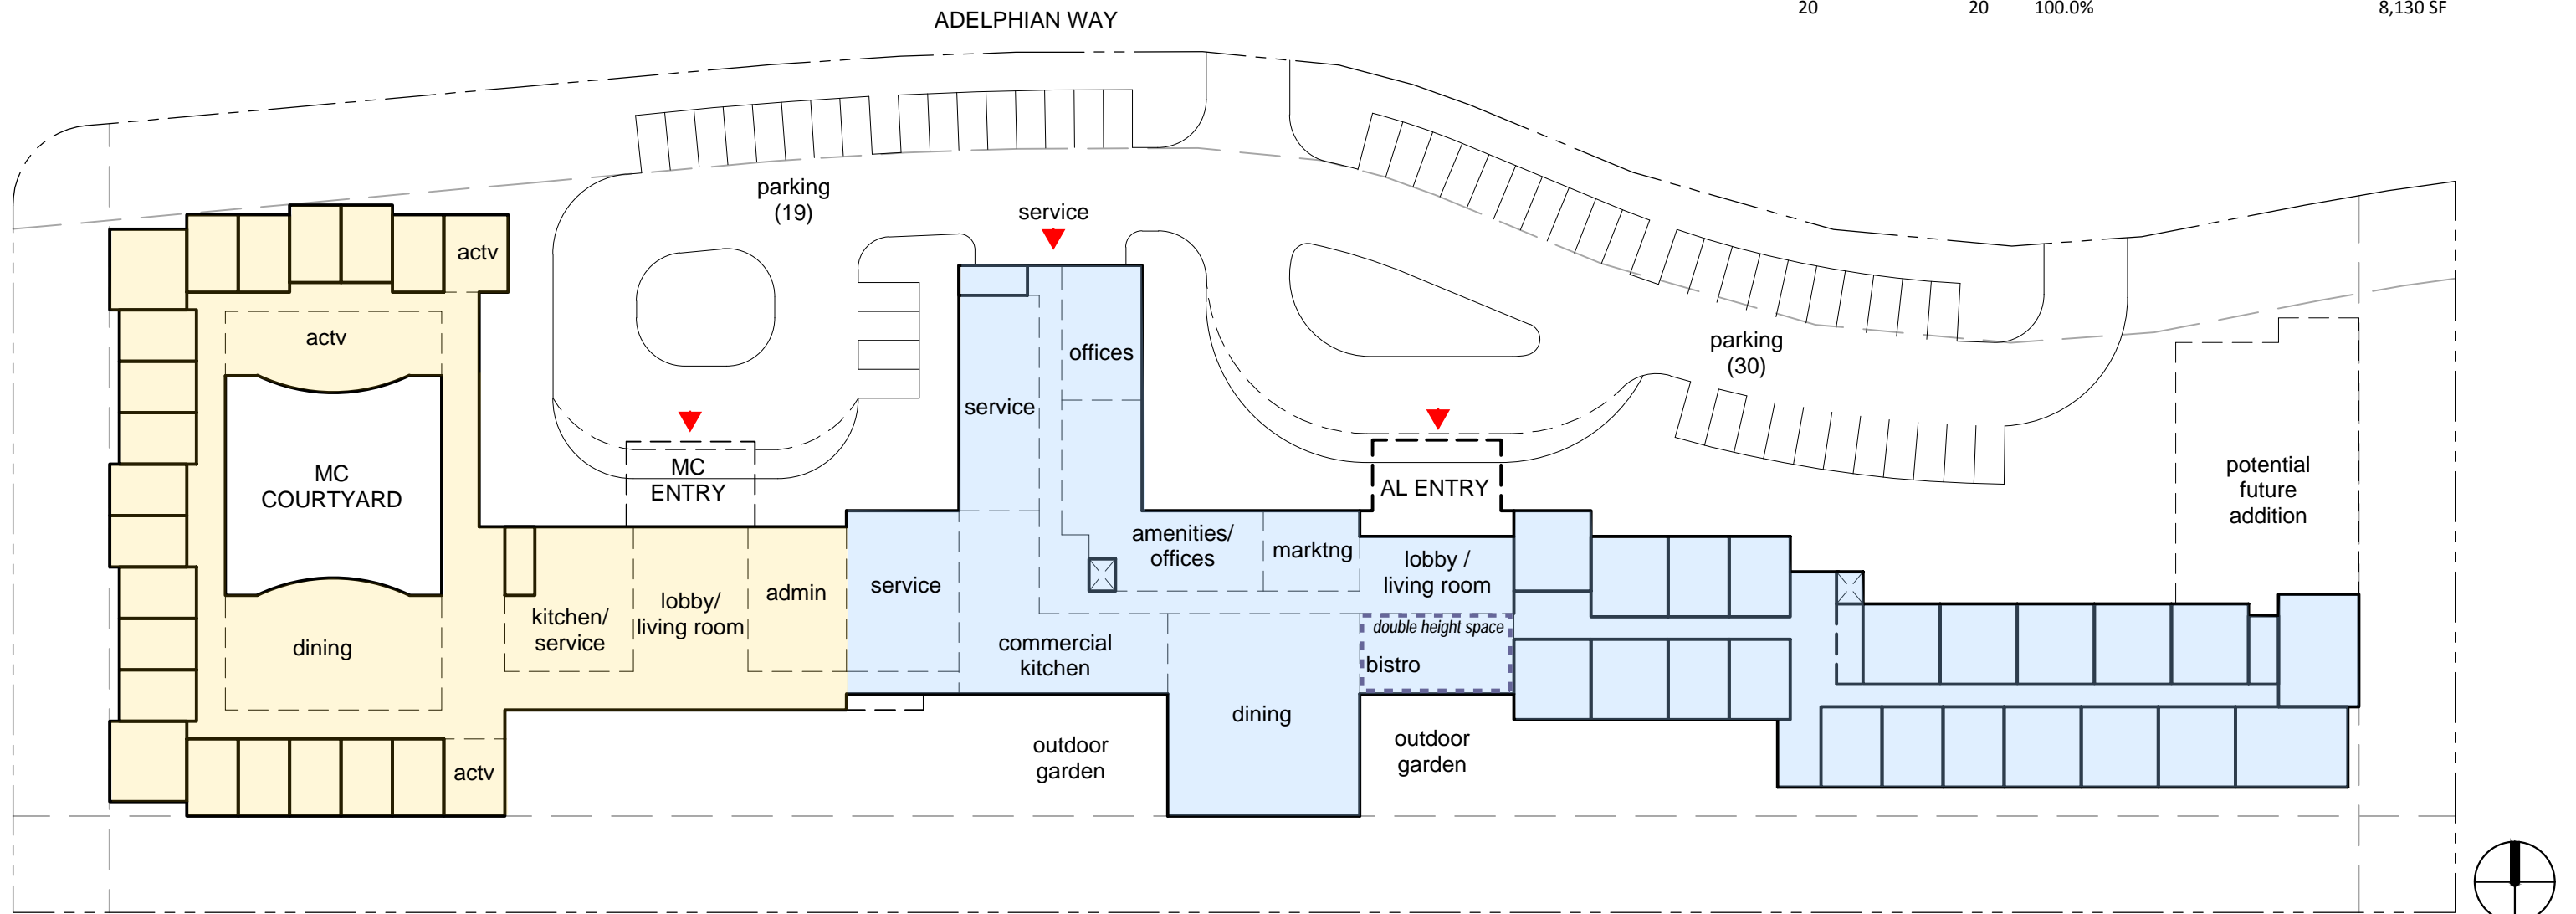 20 20 100.0% 8,130 SF
ADELPHIAN WAY
parking
(19)
service
actv
actv
offices
parking
(30)
service
MC
COURTYARD
MC
ENTRY
AL ENTRY
potential
future
addition
amenities/
offices
marktng
lobby /
living room
service
admin
lobby/
living room
kitchen/
service
dining
commercial
kitchen
double height space
bistro
dining
outdoor
garden
outdoor
garden
actv